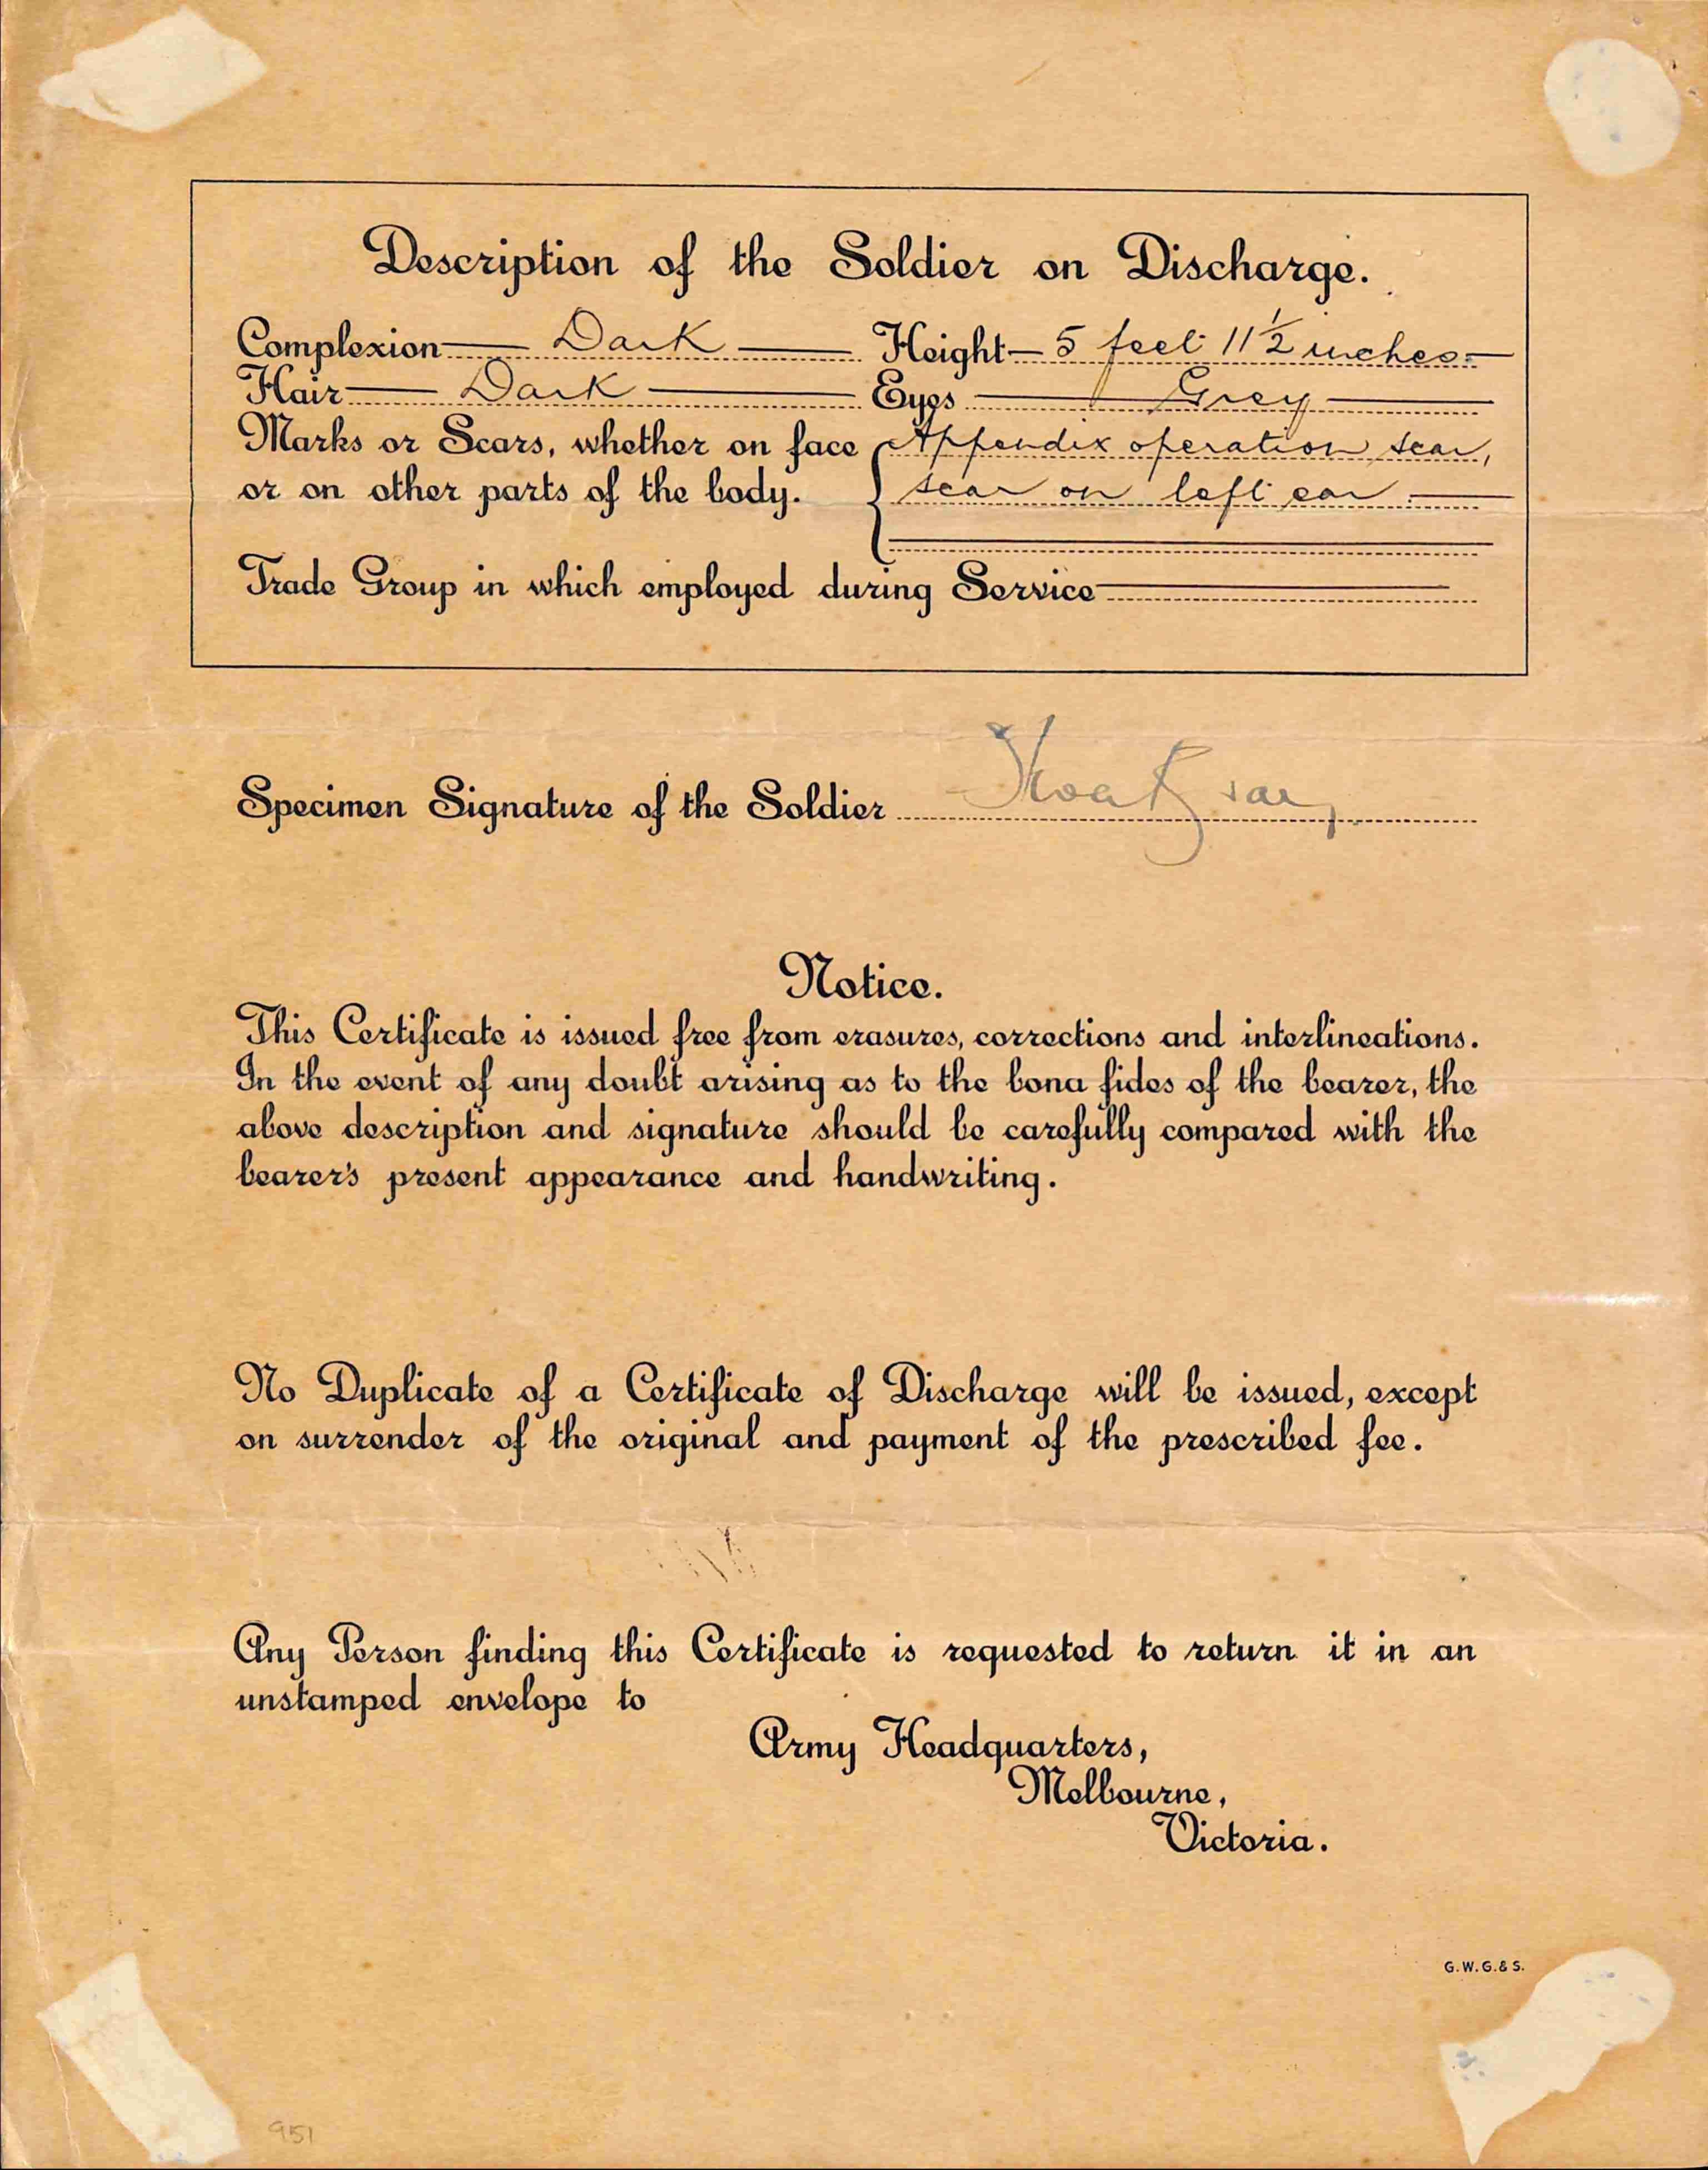 Description of the Soldier on Discharge.
Complexion Dark Height 5 feet 11 1/2 inches
Hair Dark Eyes Grey
Marks or Scars, whether on face Appendix operation scar,
or on other parts of the body. scar on left ear.
Trade Group in which employed during Service
Specimen Signature of the Soldier
Notice.
This Certificate is issued free from erasures, corrections and interlineations.
In the event of any doubt arising as to the bona fides of the bearer, the
above description and signature should be carefully compared with the
bearer's present appearance and handwriting.
No Duplicate of a Certificate of Discharge will be issued, except
on surrender of the original and payment of the prescribed fee.
Any Person finding this Certificate is requested to return it in an
unstamped envelope to
Army Headquarters,
Melbourne,
Victoria.
G.W.G.& S.
951